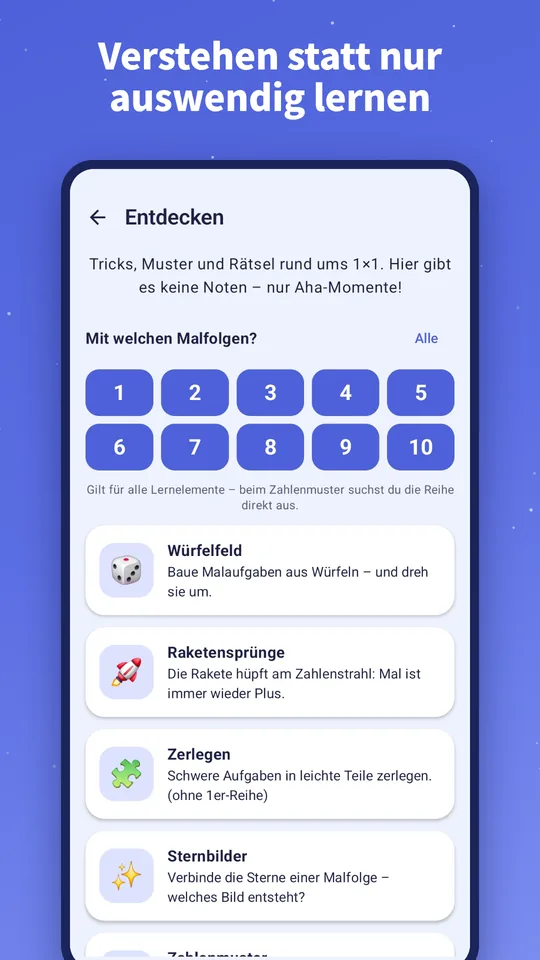 Verstehen statt nur
auswendig lernen
Entdecken
Tricks, Muster und Rätsel rund ums 1×1. Hier gibt
es keine Noten – nur Aha-Momente!
Mit welchen Malfolgen?
Alle
1 2 3 4 5
6 7 8 9 10
Gilt für alle Lernelemente – beim Zahlenmuster suchst du die Reihe
direkt aus.
Würfelfeld
Baue Malaufgaben aus Würfeln – und dreh
sie um.
Raketensprünge
Die Rakete hüpft am Zahlenstrahl: Mal ist
immer wieder Plus.
Zerlegen
Schwere Aufgaben in leichte Teile zerlegen.
(ohne 1er-Reihe)
Sternbilder
Verbinde die Sterne einer Malfolge –
welches Bild entsteht?
Zahlenmuster